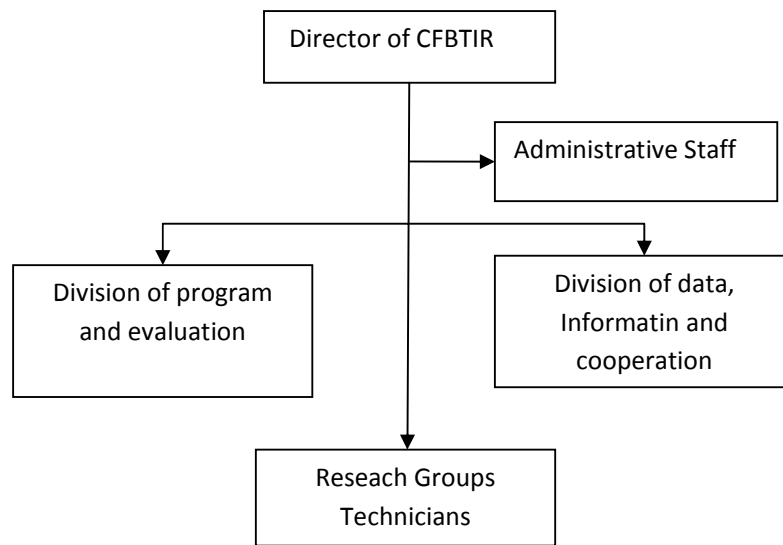 Director of CFBTIR
Administrative Staff
Division of program
and evaluation
Division of data,
Informatin and
cooperation
Reseach Groups
Technicians